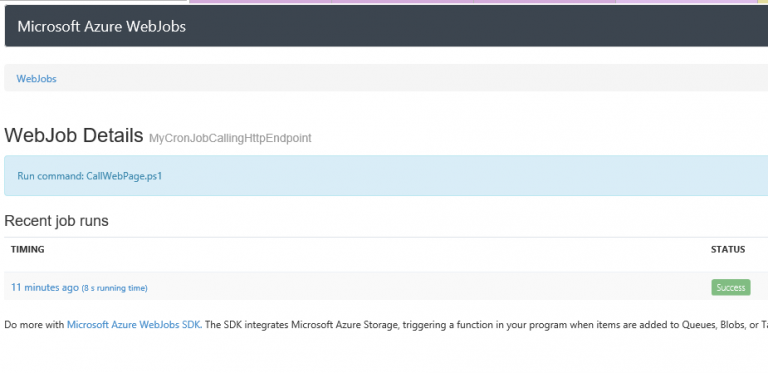 Microsoft Azure WebJobs
WebJobs
WebJob Details MyCronJobCallingHttpEndpoint
Run command: CallWebPage.ps1
Recent job runs
TIMING STATUS
11 minutes ago (8 s running time) Success
Do more with Microsoft Azure WebJobs SDK. The SDK integrates Microsoft Azure Storage, triggering a function in your program when items are added to Queues, Blobs, or